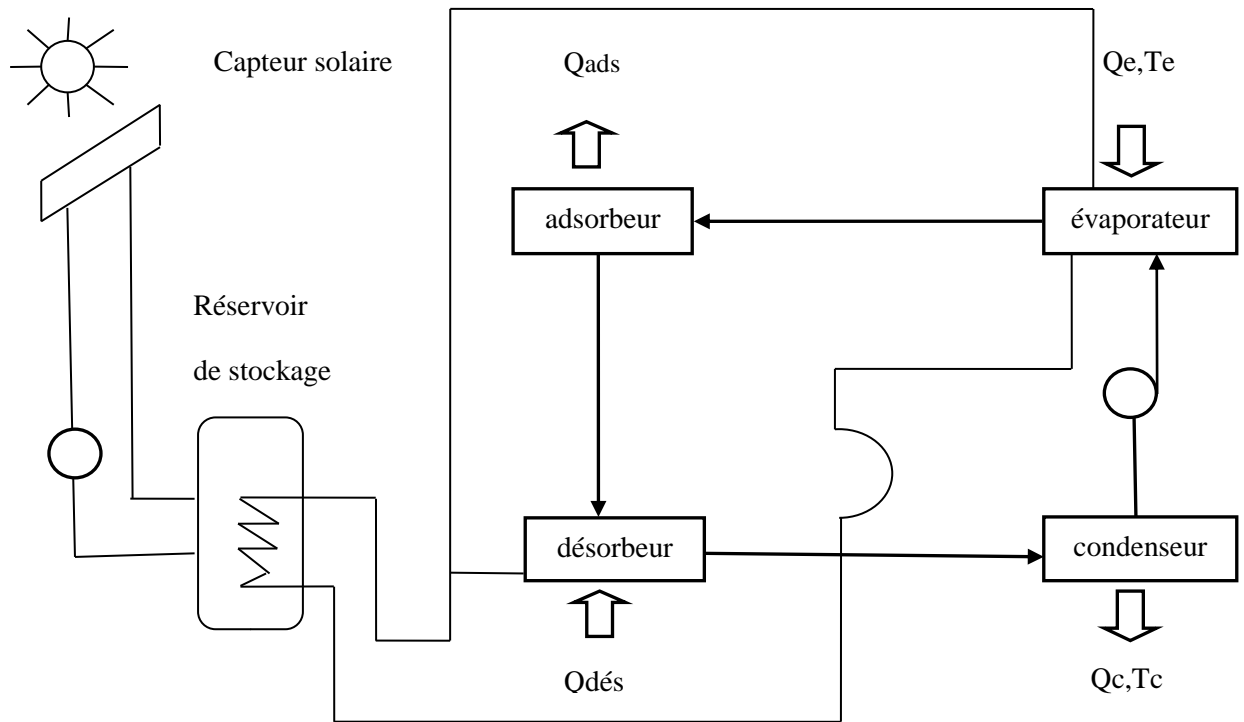 Capteur solaire
Qads
Qe,Te
adsorbeur
évaporateur
Réservoir
de stockage
désorbeur
condenseur
Qdés
Qc,Tc